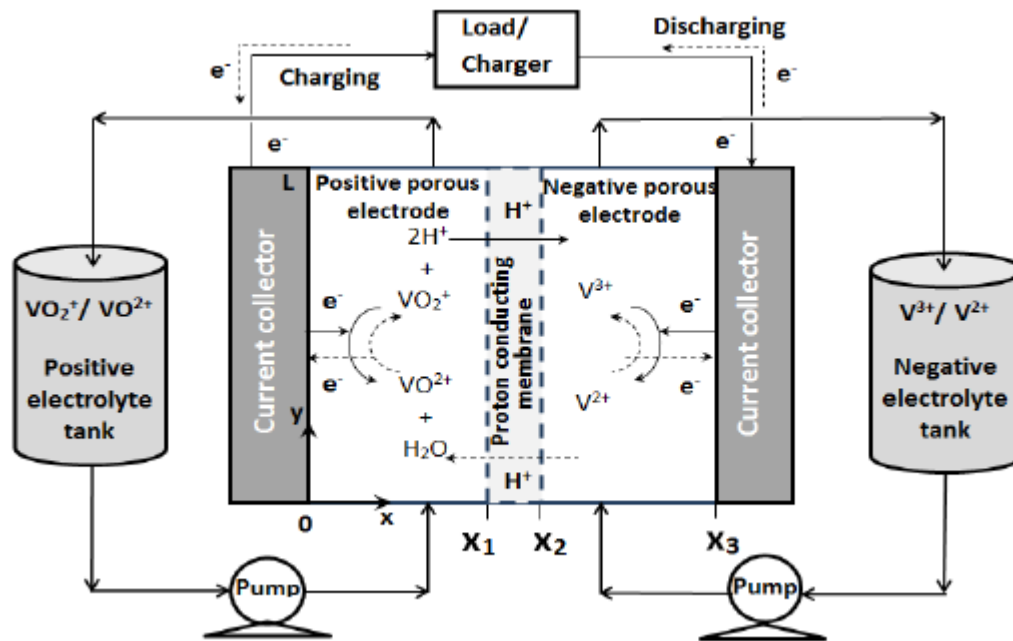 Load/
Charger
Discharging
Charging
e⁻
e⁻
e⁻
e⁻
L
Positive porous
electrode
Negative porous
electrode
H⁺
2H⁺
+
VO₂⁺
VO²⁺
+
H₂O
e⁻
e⁻
V³⁺
V²⁺
e⁻
e⁻
H⁺
Current collector
Proton conducting
membrane
Current collector
VO₂⁺/ VO²⁺
Positive
electrolyte
tank
V³⁺/ V²⁺
Negative
electrolyte
tank
y
0
x
X₁
X₂
X₃
Pump
Pump